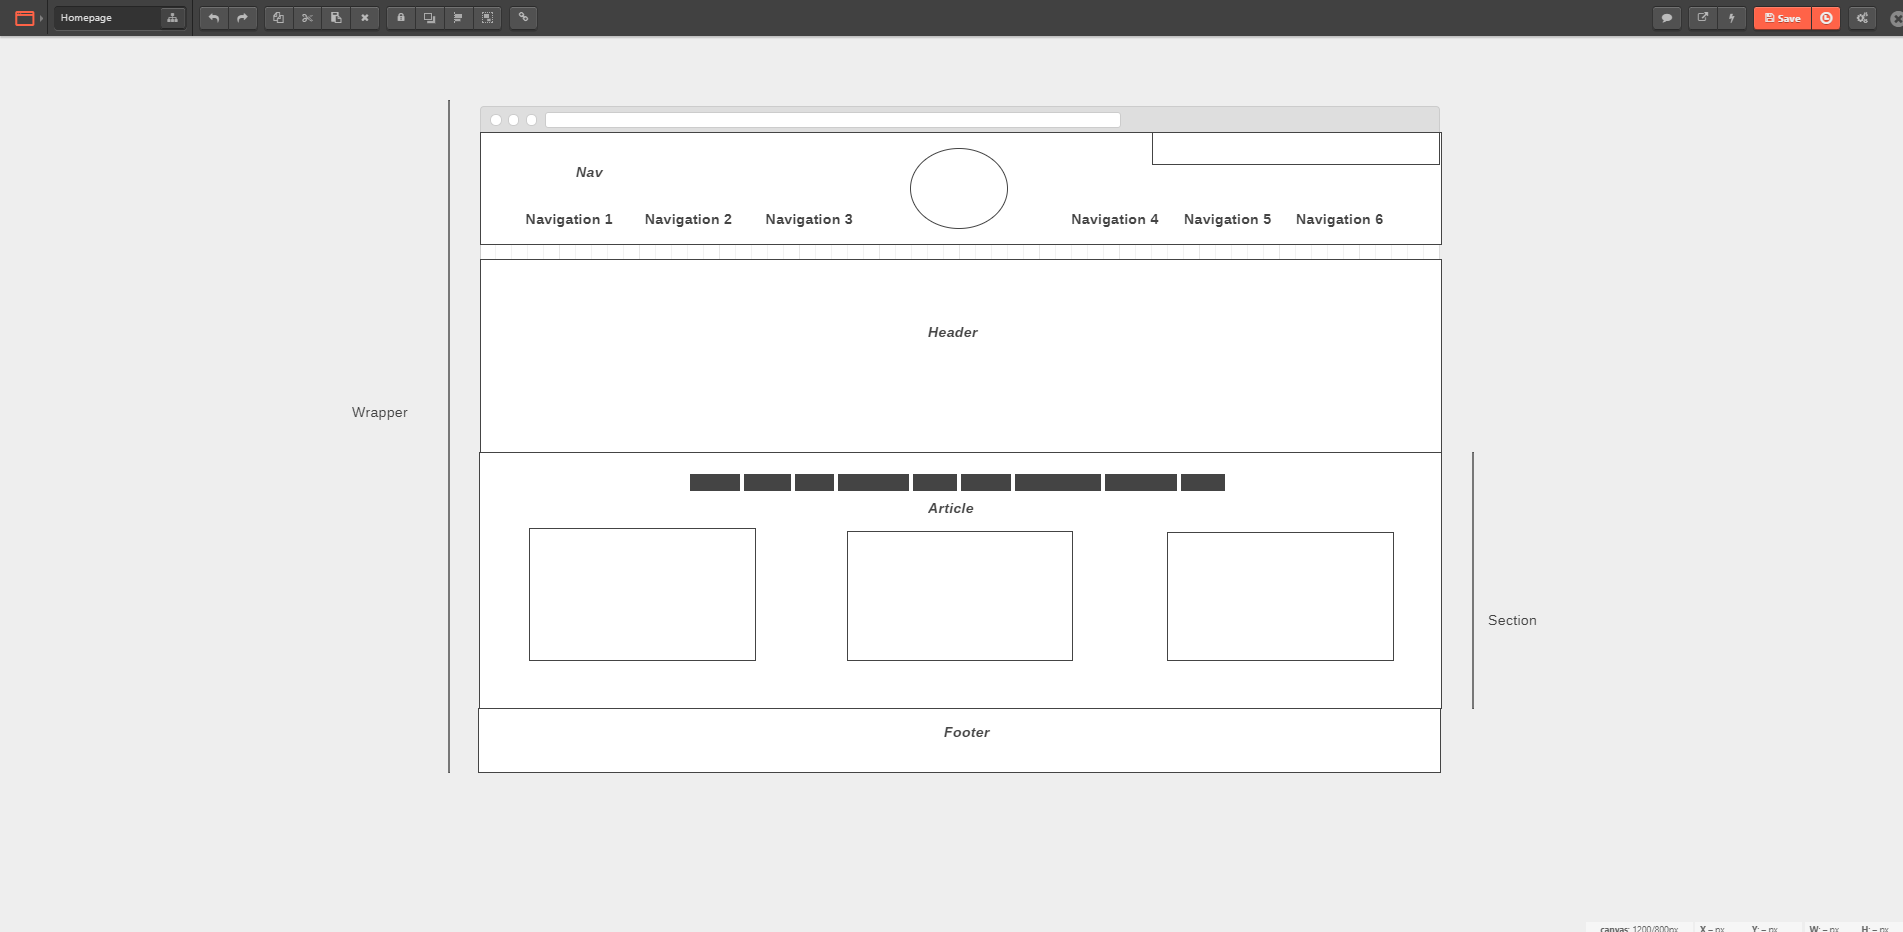 Homepage
Save
Nav
Navigation 1 Navigation 2 Navigation 3 Navigation 4 Navigation 5 Navigation 6
Header
Wrapper
Article
Section
Footer
canvas: 1200/800px X – px Y: – px W: – px H: – px